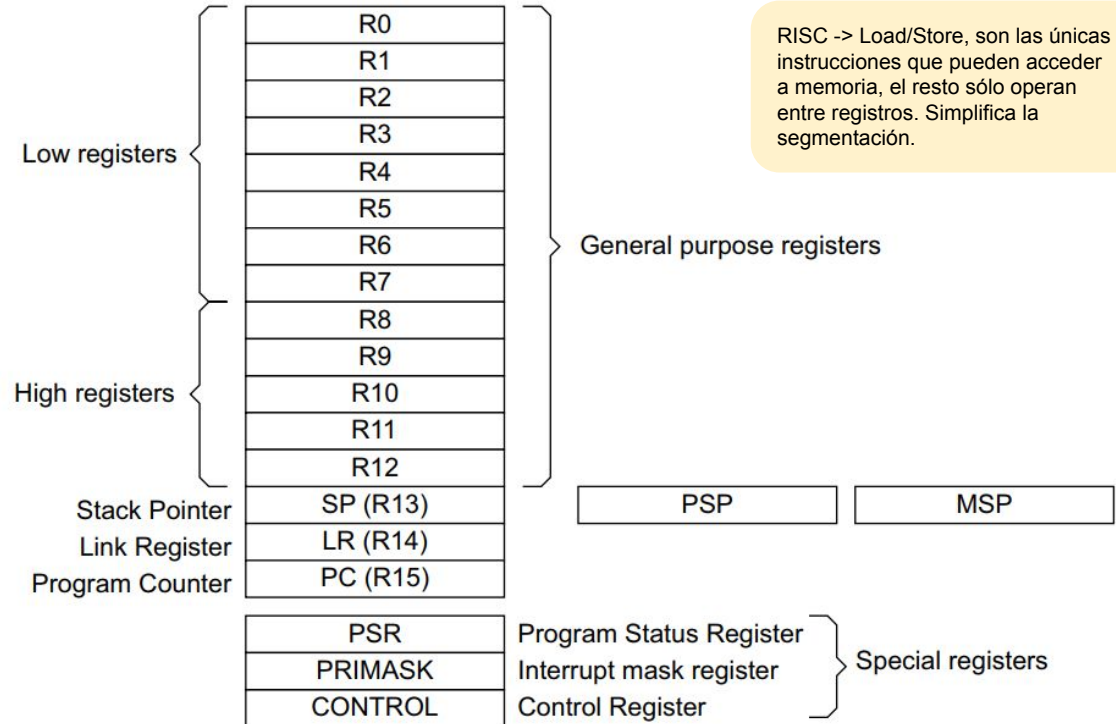 R0
RISC -> Load/Store, son las únicas
instrucciones que pueden acceder
a memoria, el resto sólo operan
entre registros. Simplifica la
segmentación.
R1
R2
R3
Low registers
R4
R5
R6
General purpose registers
R7
R8
R9
High registers
R10
R11
R12
Stack Pointer SP (R13) PSP MSP
Link Register LR (R14)
Program Counter PC (R15)
PSR Program Status Register
PRIMASK Interrupt mask register
Special registers
CONTROL Control Register